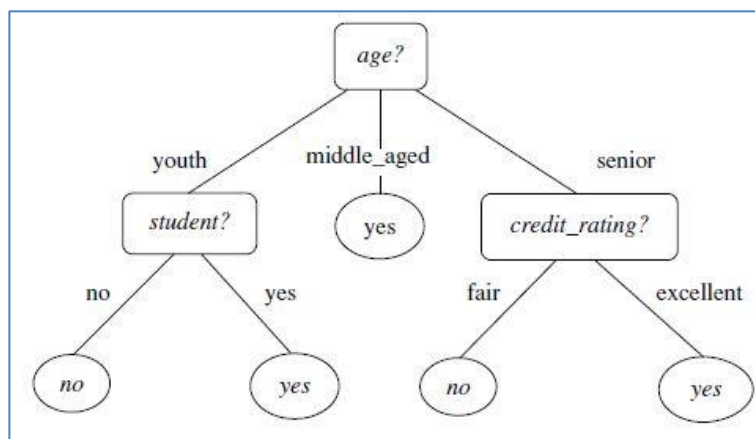 age?
youth
middle_aged
senior
student?
yes
credit_rating?
no
yes
fair
excellent
no
yes
no
yes